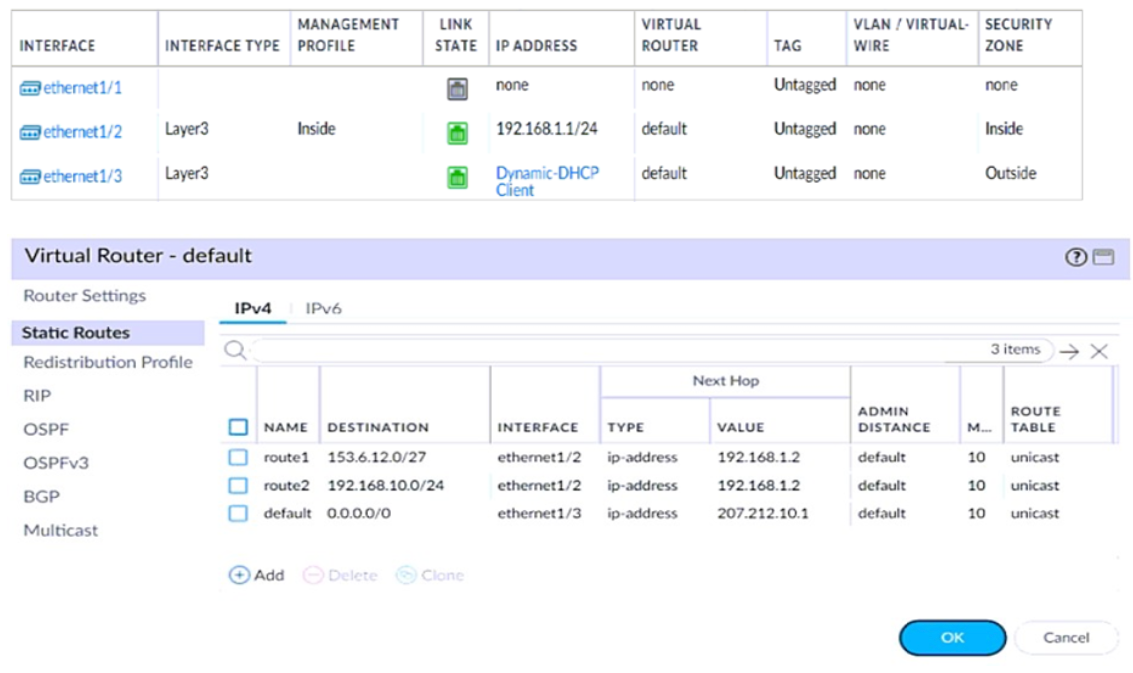 INTERFACE INTERFACE TYPE MANAGEMENT PROFILE LINK STATE IP ADDRESS VIRTUAL ROUTER TAG VLAN / VIRTUAL-WIRE SECURITY ZONE
ethernet1/1 none none Untagged none none
ethernet1/2 Layer3 Inside 192.168.1.1/24 default Untagged none Inside
ethernet1/3 Layer3 Dynamic-DHCP Client default Untagged none Outside
Virtual Router - default
Router Settings
Static Routes
Redistribution Profile
RIP
OSPF
OSPFv3
BGP
Multicast
IPv4 IPv6
3 items
Next Hop
NAME DESTINATION INTERFACE TYPE VALUE ADMIN DISTANCE M... ROUTE TABLE
route1 153.6.12.0/27 ethernet1/2 ip-address 192.168.1.2 default 10 unicast
route2 192.168.10.0/24 ethernet1/2 ip-address 192.168.1.2 default 10 unicast
default 0.0.0.0/0 ethernet1/3 ip-address 207.212.10.1 default 10 unicast
Add Delete Clone
OK Cancel